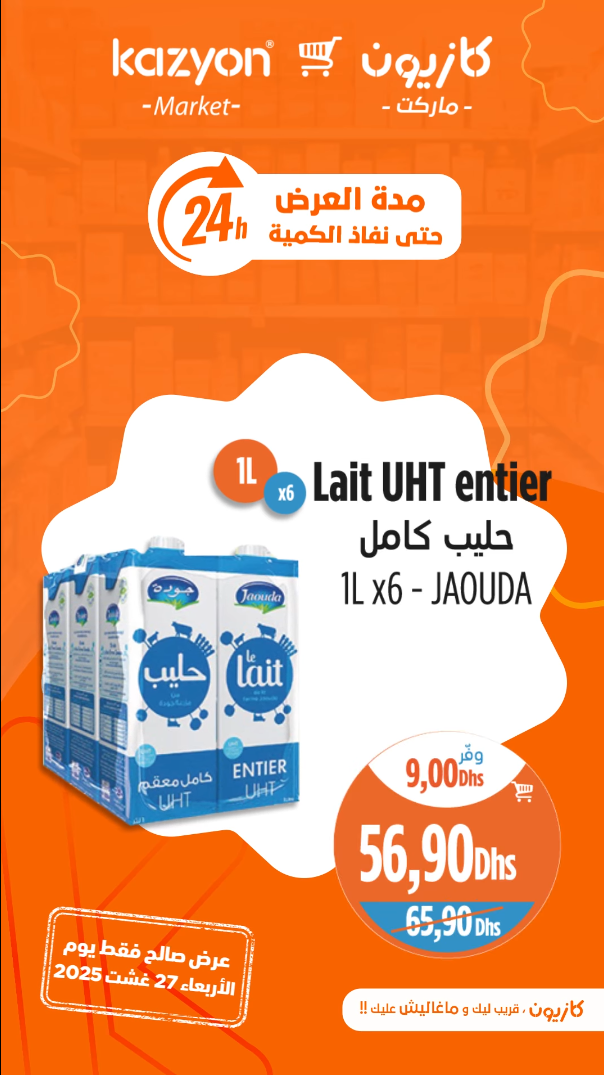 kazyon®
كازيون
-Market-
- ماركت -
مدة العرض
24h
حتى نفاذ الكمية
1L
x6
Lait UHT entier
حليب كامل
1L x6 - JAOUDA
جودة
Jaouda
حليب
le
lait
كامل معقم
UHT
ENTIER
UHT
وفّر
9,00Dhs
56,90Dhs
65,90Dhs
عرض صالح فقط يوم
الأربعاء 27 غشت 2025
كازيون ، قريب ليك و ماغاليش عليك !!